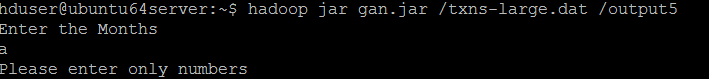 hduser@ubuntu64server:~$ hadoop jar gan.jar /txns-large.dat /output5
Enter the Months
a
Please enter only numbers